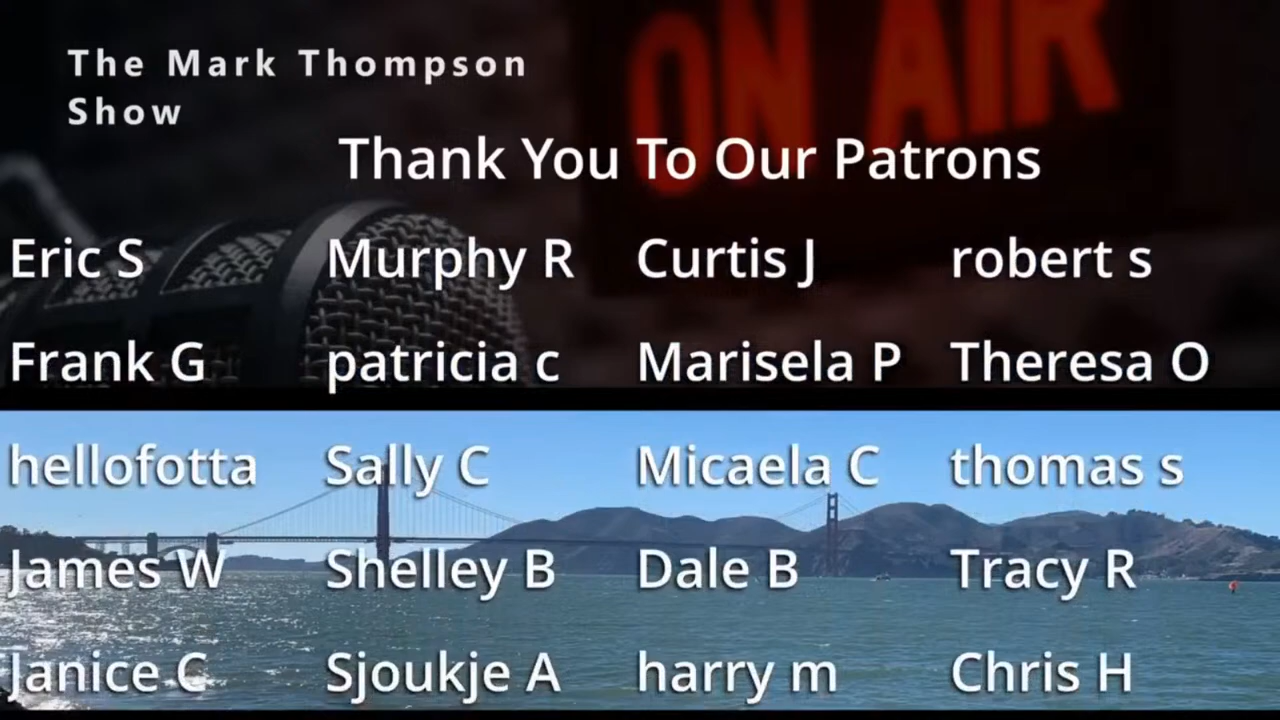 The Mark Thompson
Show
ON AIR
Thank You To Our Patrons
Eric S Murphy R Curtis J robert s
Frank G patricia c Marisela P Theresa O
hellofotta Sally C Micaela C thomas s
James W Shelley B Dale B Tracy R
Janice C Sjoukje A harry m Chris H